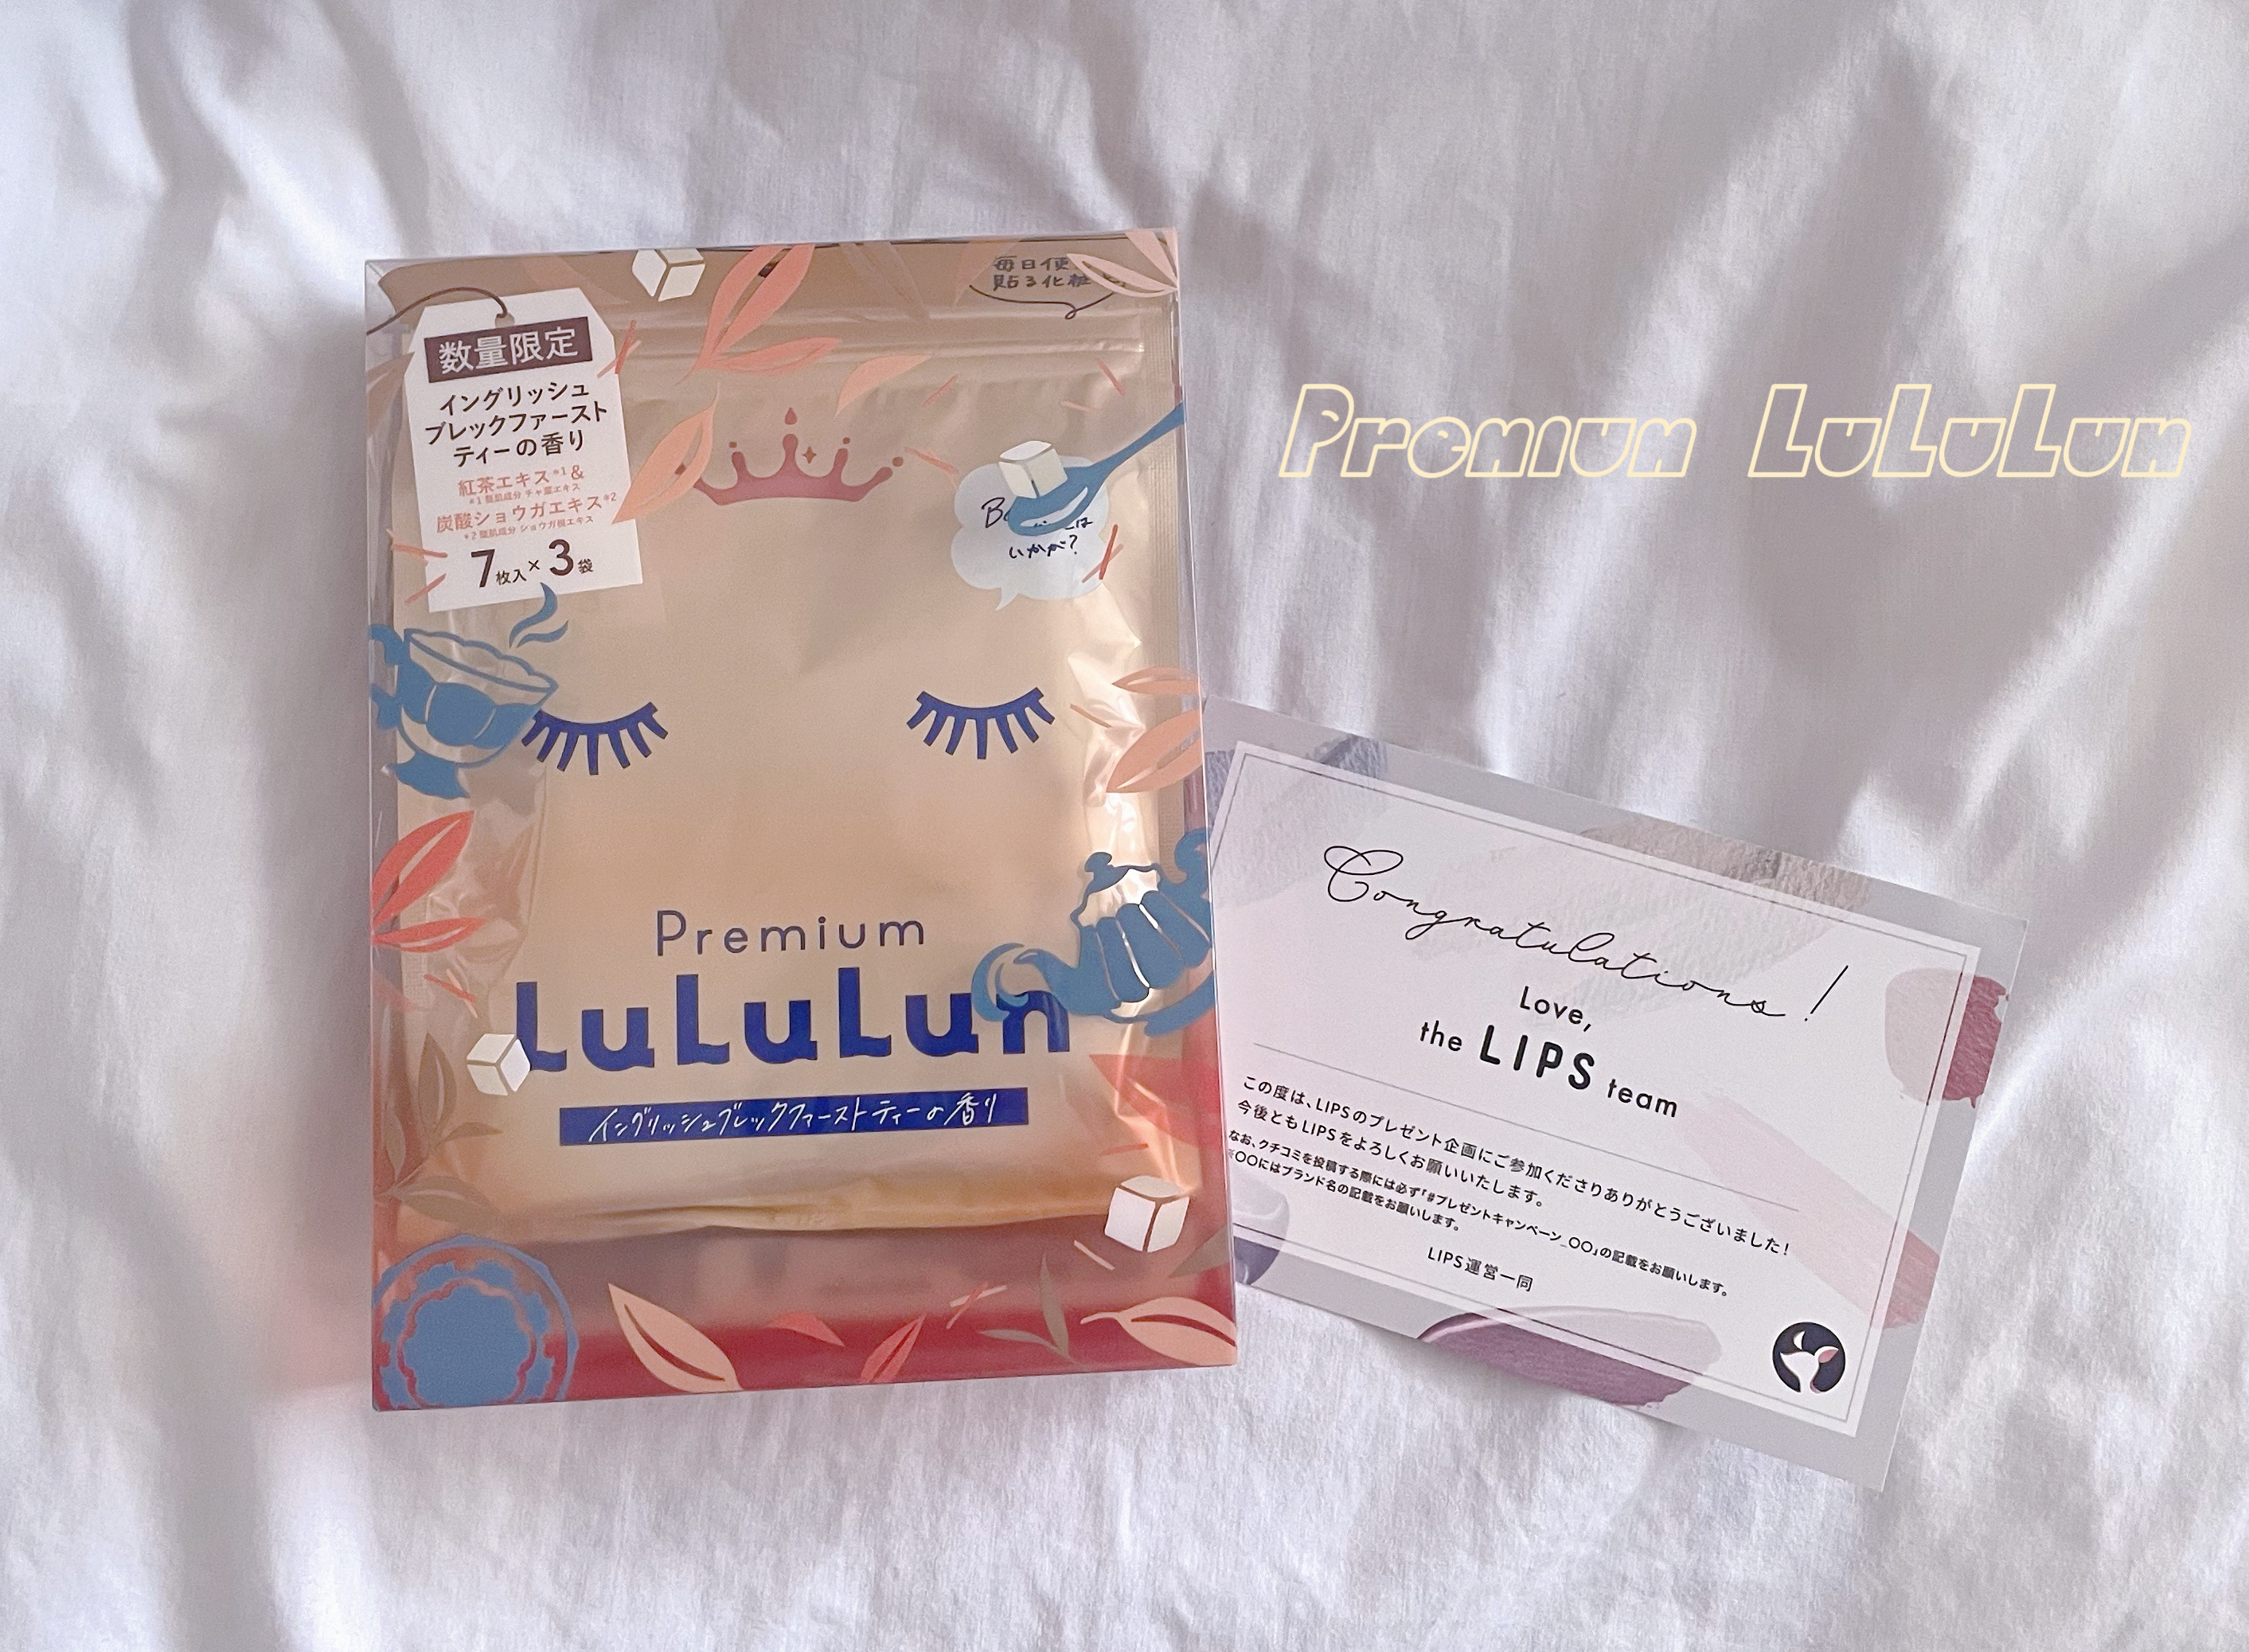 毎日使
貼る化粧
数量限定
イングリッシュ
ブレックファースト
ティーの香り
紅茶エキス※1 &
※1 整肌成分 チャ葉エキス
炭酸ショウガエキス※2
※2 整肌成分 ショウガ根エキス
7枚入×3袋
は
いかが?
Premium
LuLuLun
イングリッシュブレックファーストティーの香り
Premium LuLuLun
Congratulations!
Love,
the LIPS team
この度は、LIPSのプレゼント企画にご参加くださりありがとうございました!
今後ともLIPSをよろしくお願いいたします。
なお、クチコミを投稿する際には必ず「#プレゼントキャンペーン_〇〇」の記載をお願いします。
※〇〇にはブランド名の記載をお願いします。
LIPS運営一同